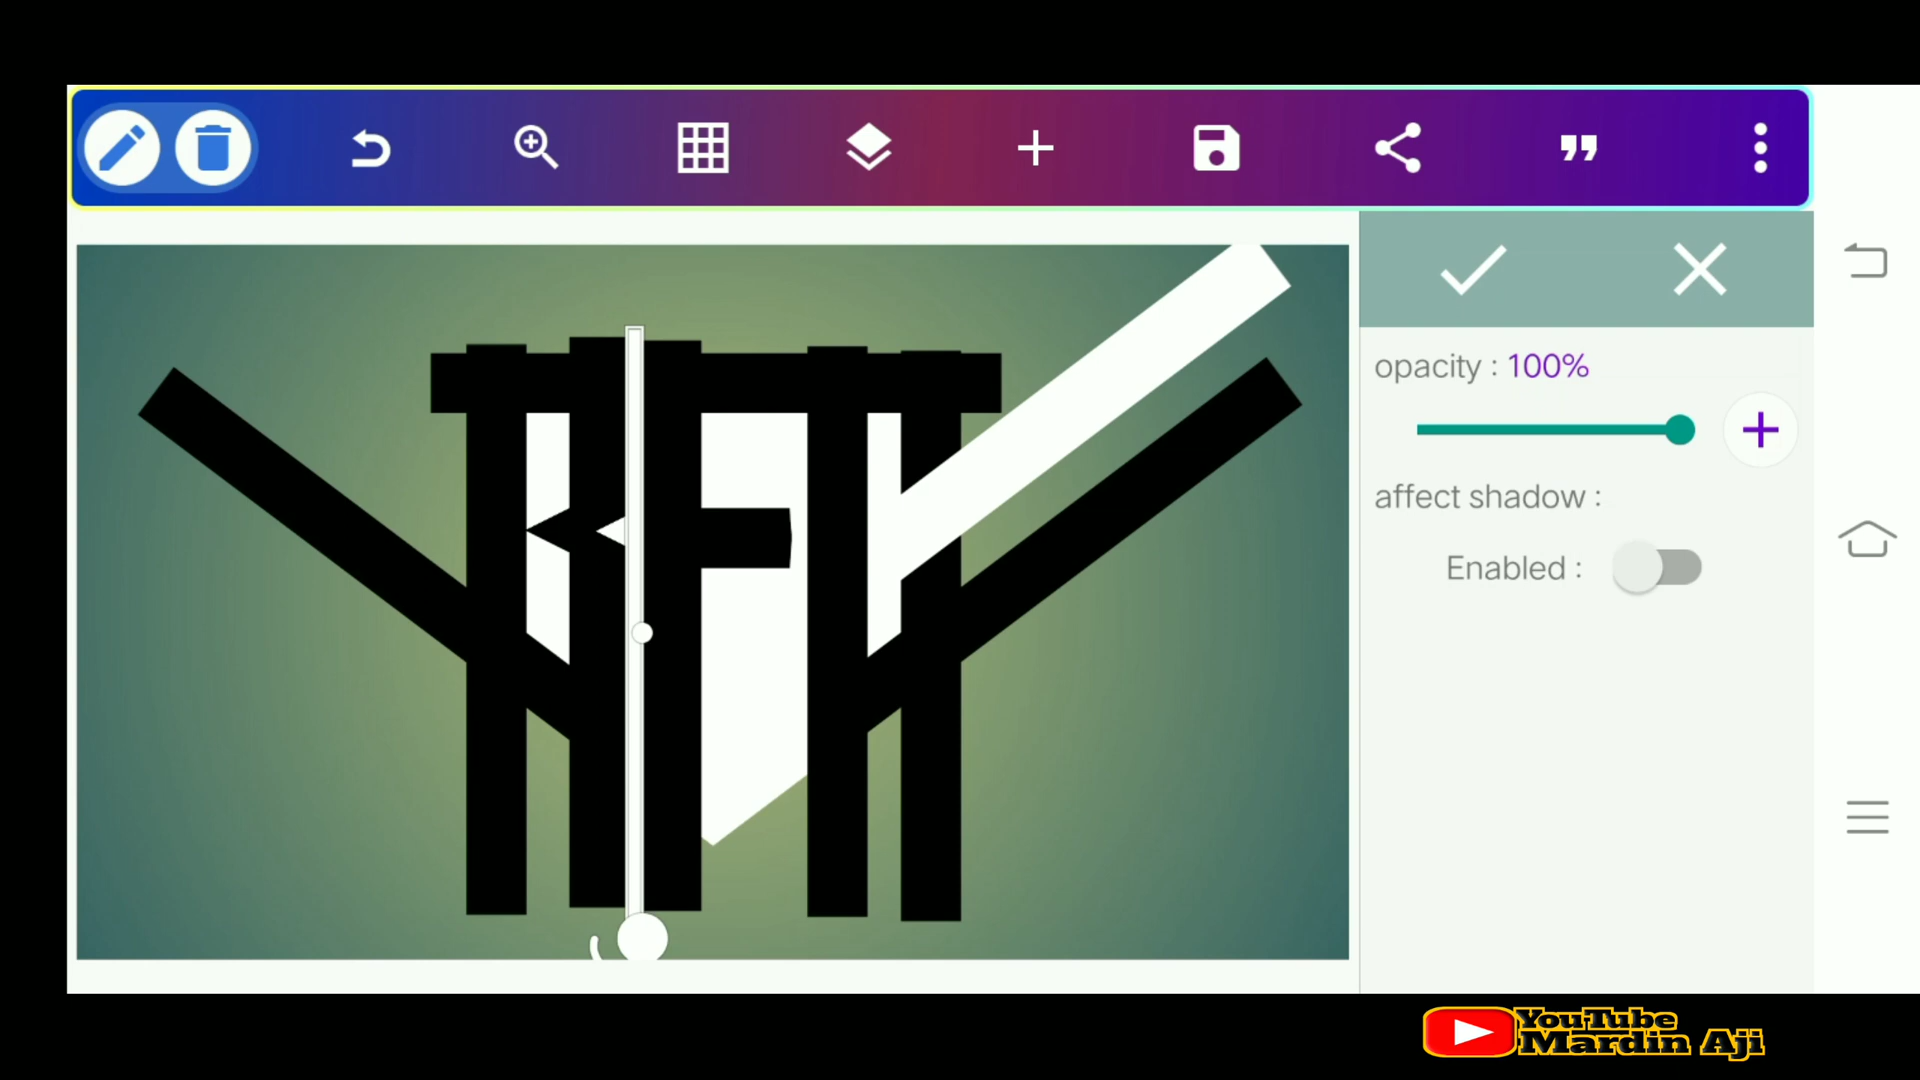 opacity : 100%
affect shadow :
Enabled :
YouTube
Mardin Aji